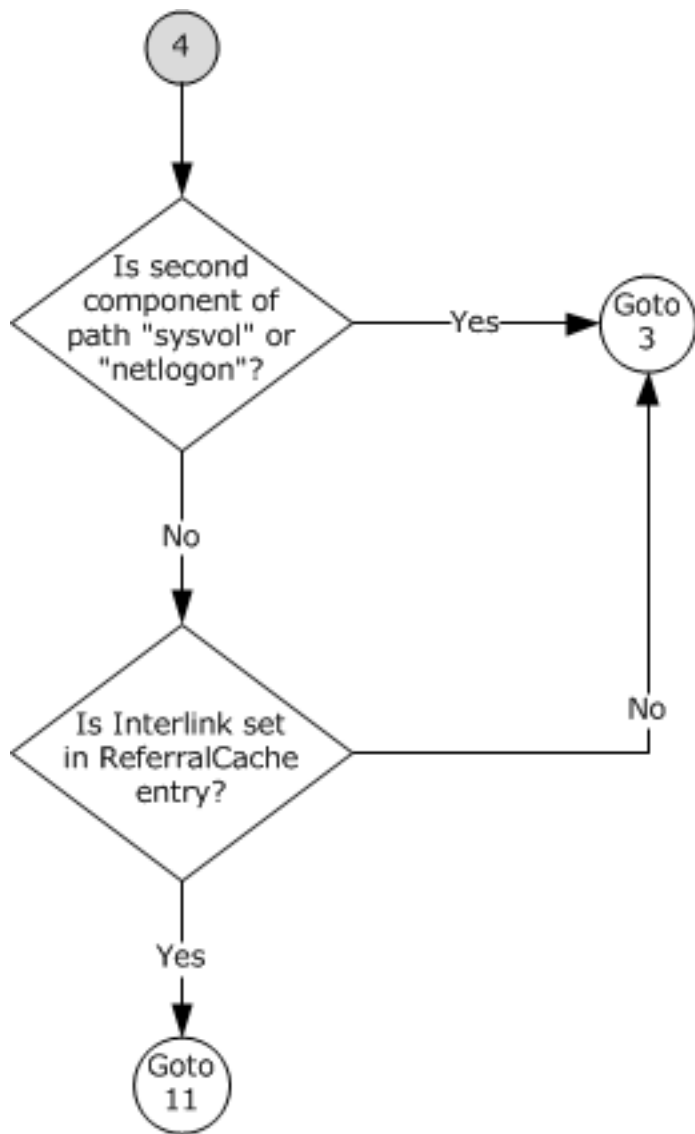 4
Is second
component of
path "sysvol" or
"netlogon"?
Yes
Goto
3
No
Is Interlink set
in ReferralCache
entry?
No
Yes
Goto
11